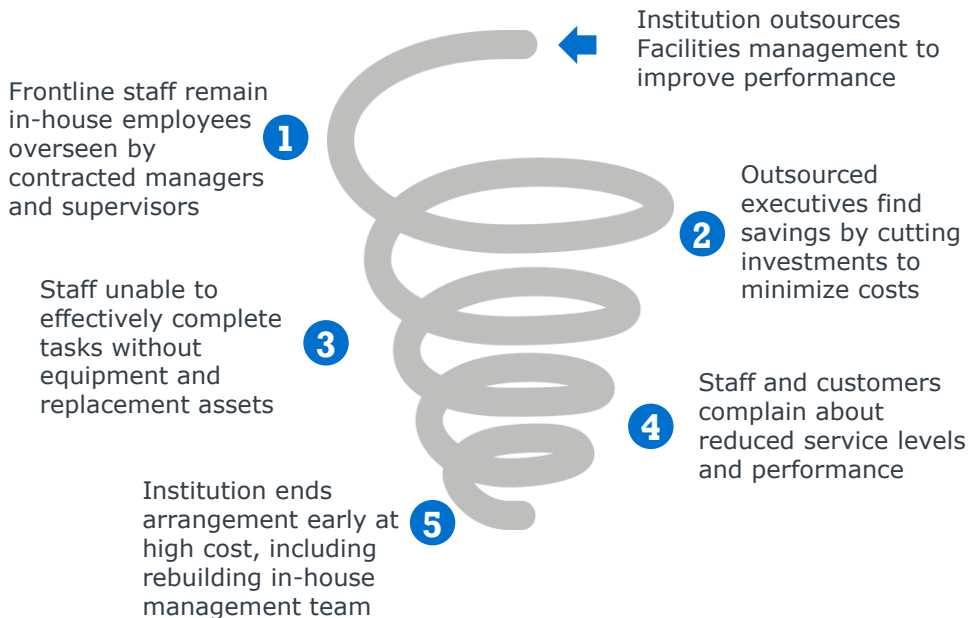 Institution outsources
Facilities management to
improve performance
Frontline staff remain
in-house employees
overseen by
contracted managers
and supervisors
1
2
Outsourced
executives find
savings by cutting
investments to
minimize costs
Staff unable to
effectively complete
tasks without
equipment and
replacement assets
3
4
Staff and customers
complain about
reduced service levels
and performance
Institution ends
arrangement early at
high cost, including
rebuilding in-house
management team
5